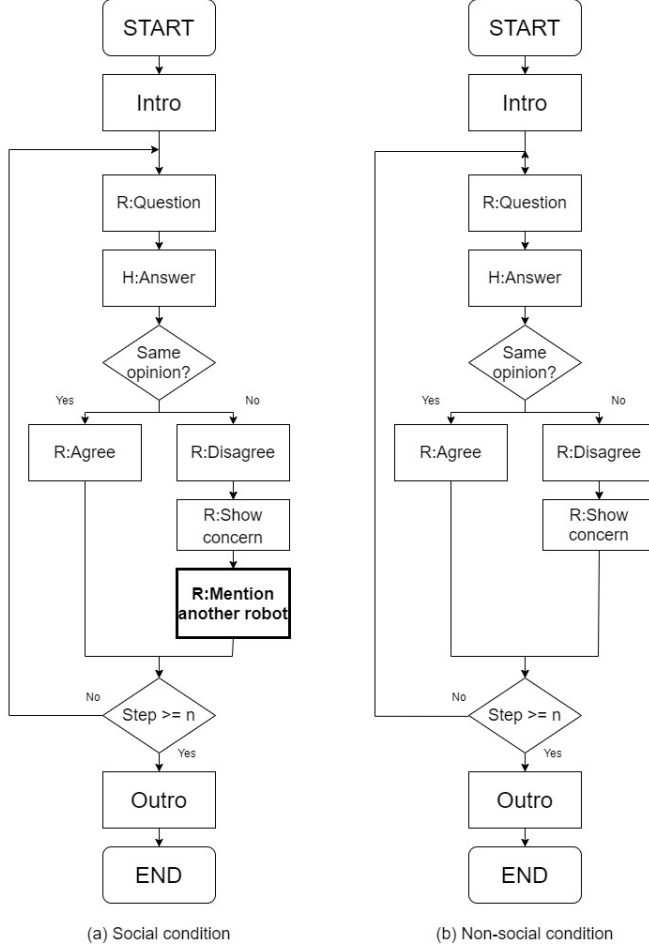 START
Intro
R:Question
H:Answer
Same
opinion?
Yes
No
R:Agree
R:Disagree
R:Show
concern
R:Mention
another robot
No
Step >= n
Yes
Outro
END
(a) Social condition
START
Intro
R:Question
H:Answer
Same
opinion?
Yes
No
R:Agree
R:Disagree
R:Show
concern
No
Step >= n
Yes
Outro
END
(b) Non-social condition